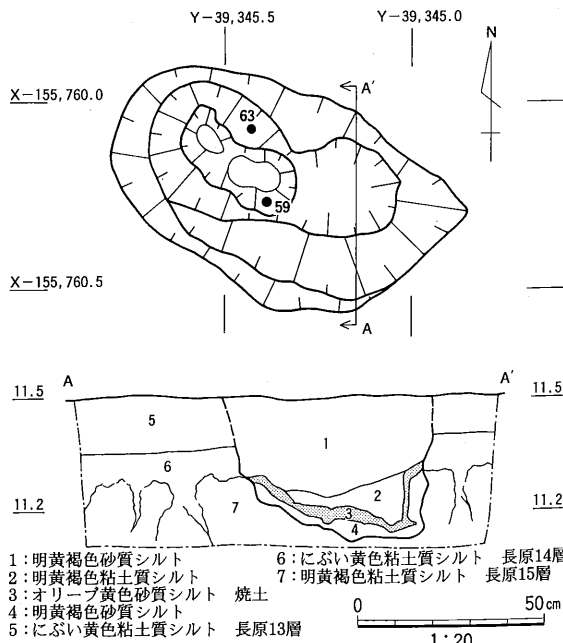 Y−39,345.5
Y−39,345.0
N
X−155,760.0
A'
63
59
X−155,760.5
A
11.5
A
A'
11.5
5
1
6
2
11.2
7
3
11.2
4
1：明黄褐色砂質シルト
6：にぶい黄色粘土質シルト 長原14層
2：明黄褐色粘土質シルト
7：明黄褐色粘土質シルト 長原15層
3：オリーブ黄色砂質シルト 焼土
4：明黄褐色シルト
5：にぶい黄色粘土質シルト 長原13層
0
50cm
1：20